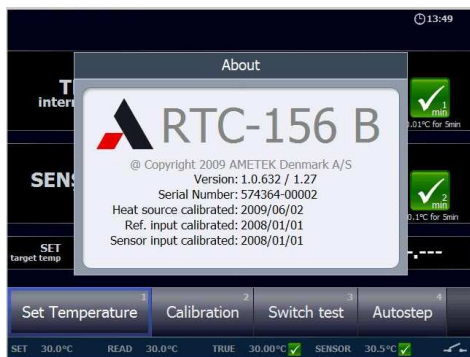 13:49
About
RTC-156 B
@ Copyright 2009 AMETEK Denmark A/S
Version: 1.0.632 / 1.27
Serial Number: 574364-00002
Heat source calibrated: 2009/06/02
Ref. input calibrated: 2008/01/01
Sensor input calibrated: 2008/01/01
1
min
.01°C for 5min
SEN
2
min
0.1°C for 5min
SET
target temp
-.---
1
Set Temperature
2
Calibration
3
Switch test
4
Autostep
SET 30.0°C READ 30.0°C TRUE 30.00°C SENSOR 30.5°C